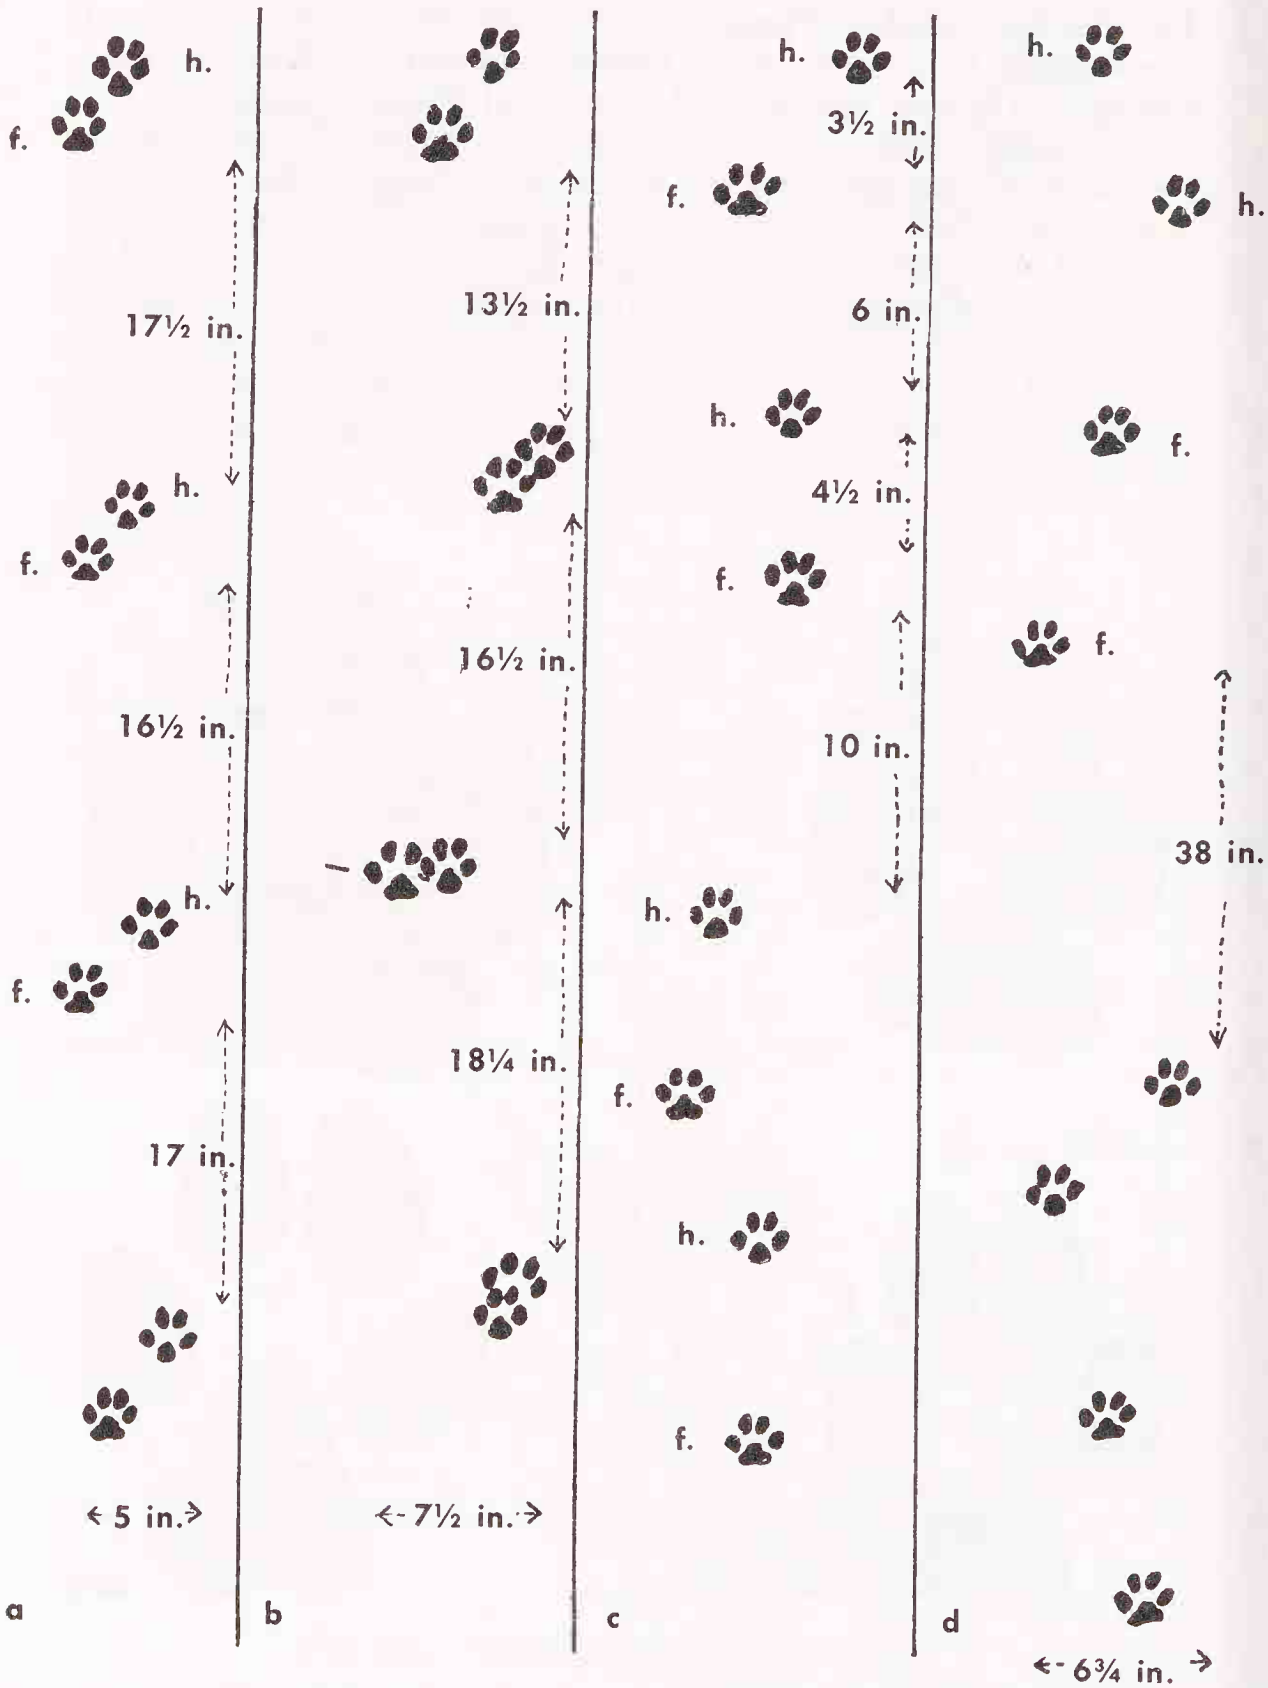 h.
f.
17½ in.
h.
f.
16½ in.
h.
f.
17 in.
5 in.
a
13½ in.
16½ in.
18¼ in.
7½ in.
b
h.
3½ in.
f.
6 in.
h.
4½ in.
f.
10 in.
h.
f.
h.
f.
c
h.
h.
f.
f.
38 in.
6¾ in.
d